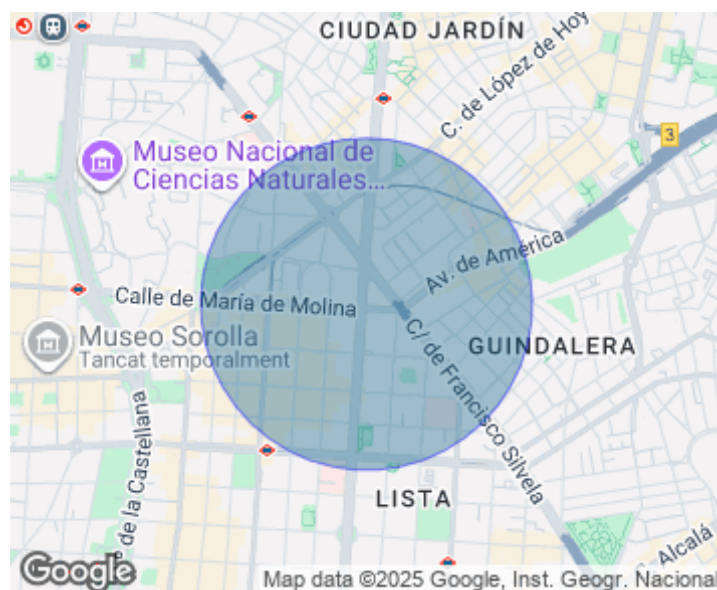 CIUDAD JARDÍN
C. de López de Hoy
3
Museo Nacional de
Ciencias Naturales...
Av. de América
Calle de María de Molina
Museo Sorolla
Tancat temporalment
GUINDALERA
C/ de Francisco Silvela
e de la Castellana
LISTA
C. Alcalá
Google
Map data ©2025 Google, Inst. Geogr. Nacional